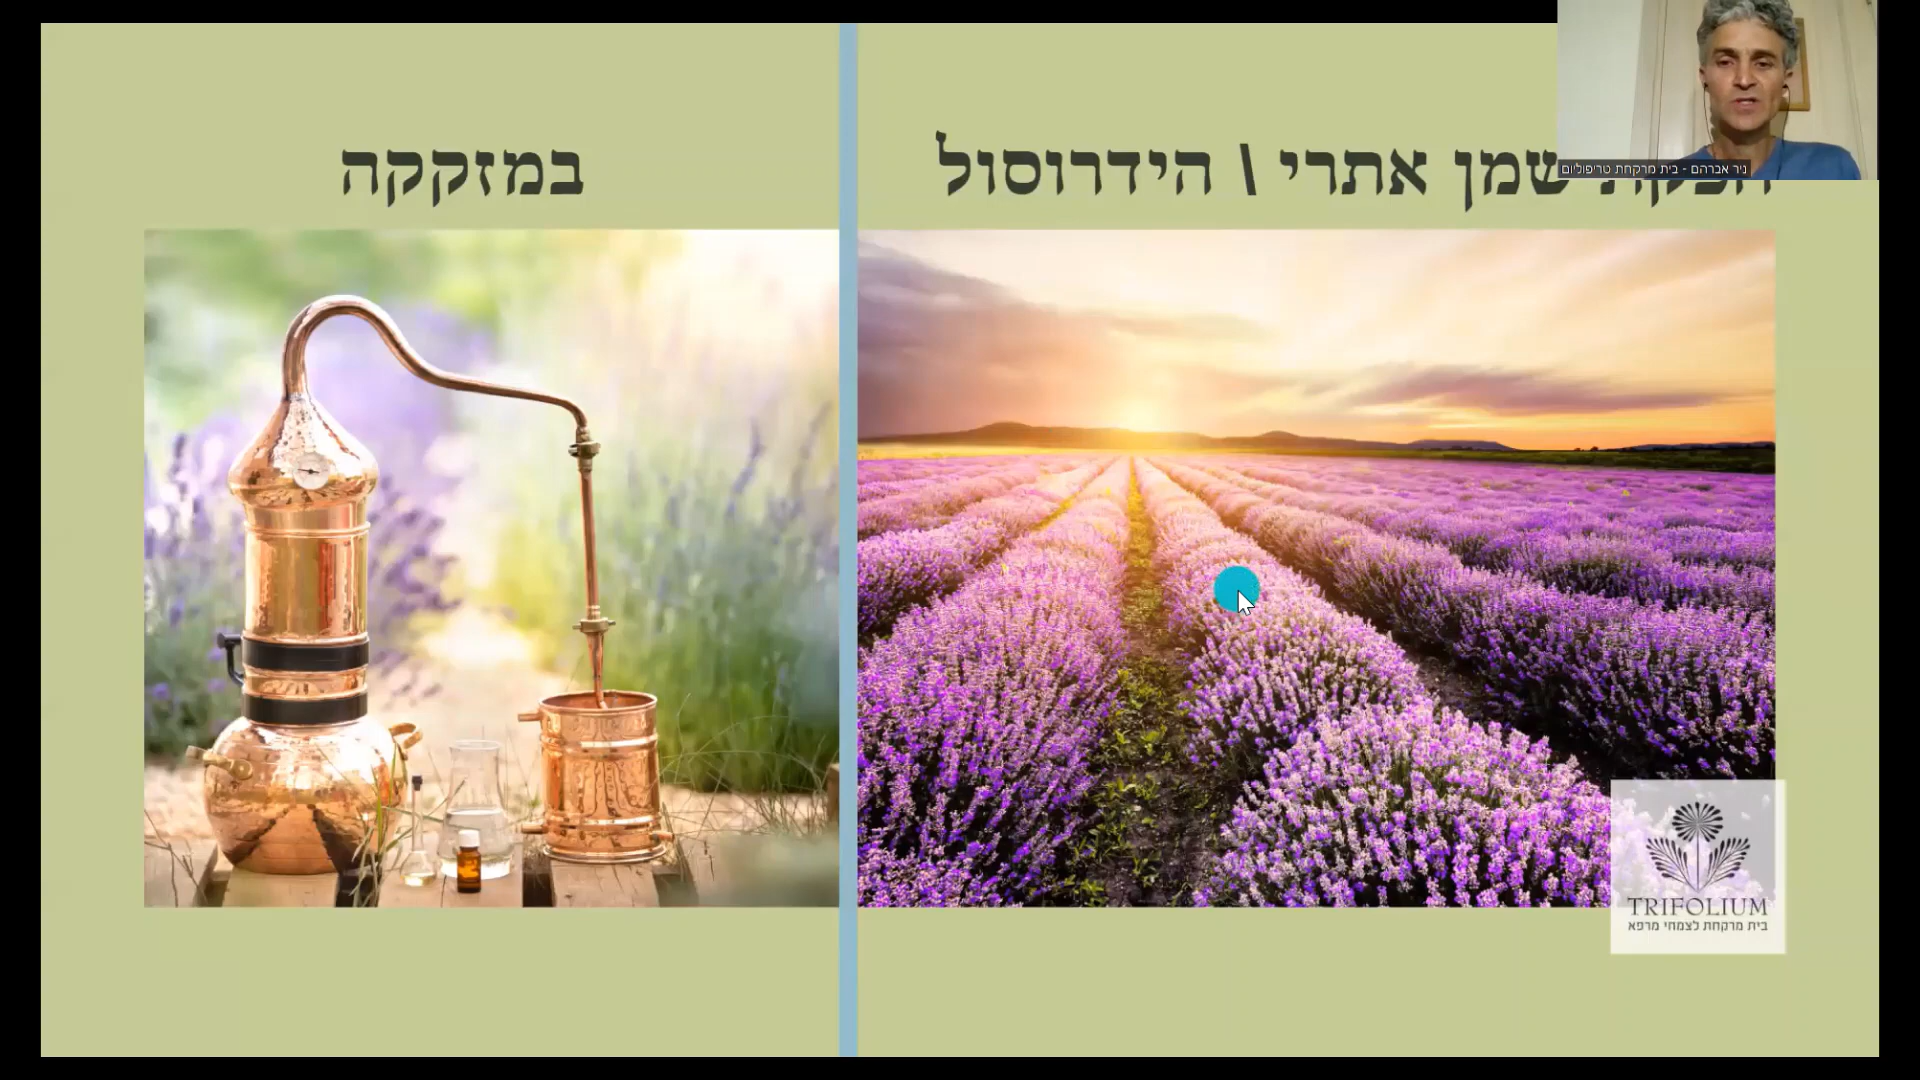 שמן אתרי \ הידרוסול
במזקקה
ניר אברהם - בית מרקחת טריפוליום
TRIFOLIUM
בית מרקחת לצמחי מרפא